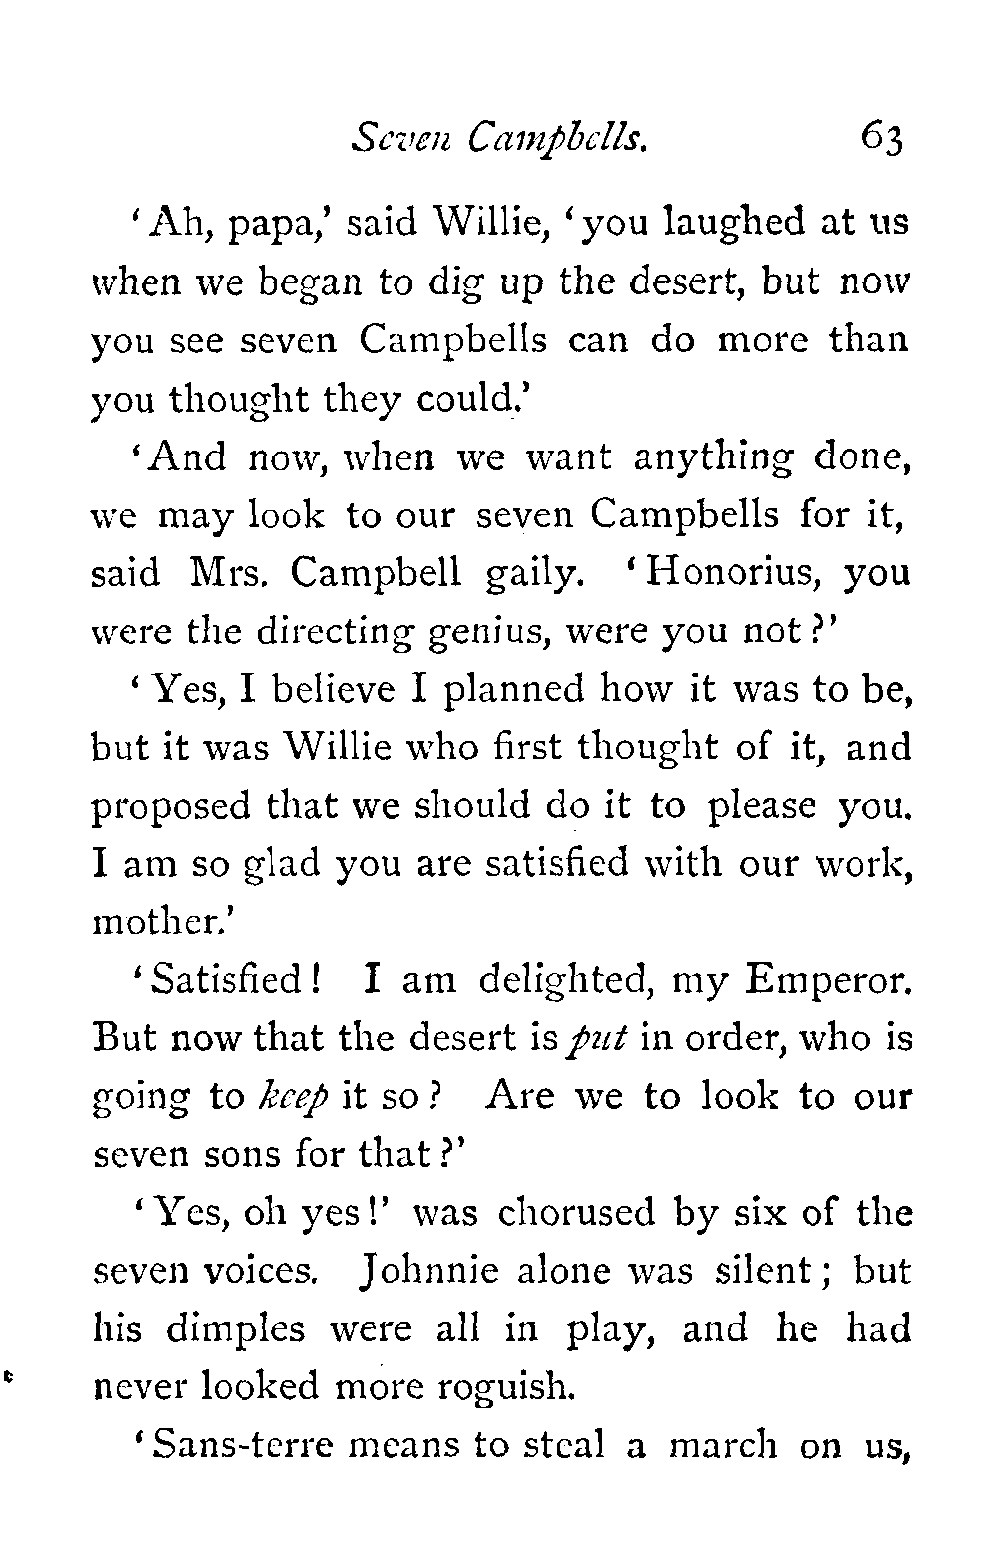 Seven Campbells. 63
‘Ah, papa,’ said Willie, ‘you laughed at us
when we began to dig up the desert, but now
you see seven Campbells can do more than
you thought they could.’
‘And now, when we want anything done,
we may look to our seven Campbells for it,
said Mrs. Campbell gaily. ‘Honorius, you
were the directing genius, were you not?’
‘Yes, I believe I planned how it was to be,
but it was Willie who first thought of it, and
proposed that we should do it to please you.
I am so glad you are satisfied with our work,
mother.’
‘Satisfied! I am delighted, my Emperor.
But now that the desert is put in order, who is
going to keep it so? Are we to look to our
seven sons for that?’
‘Yes, oh yes!’ was chorused by six of the
seven voices. Johnnie alone was silent; but
his dimples were all in play, and he had
never looked more roguish.
‘Sans-terre means to steal a march on us,